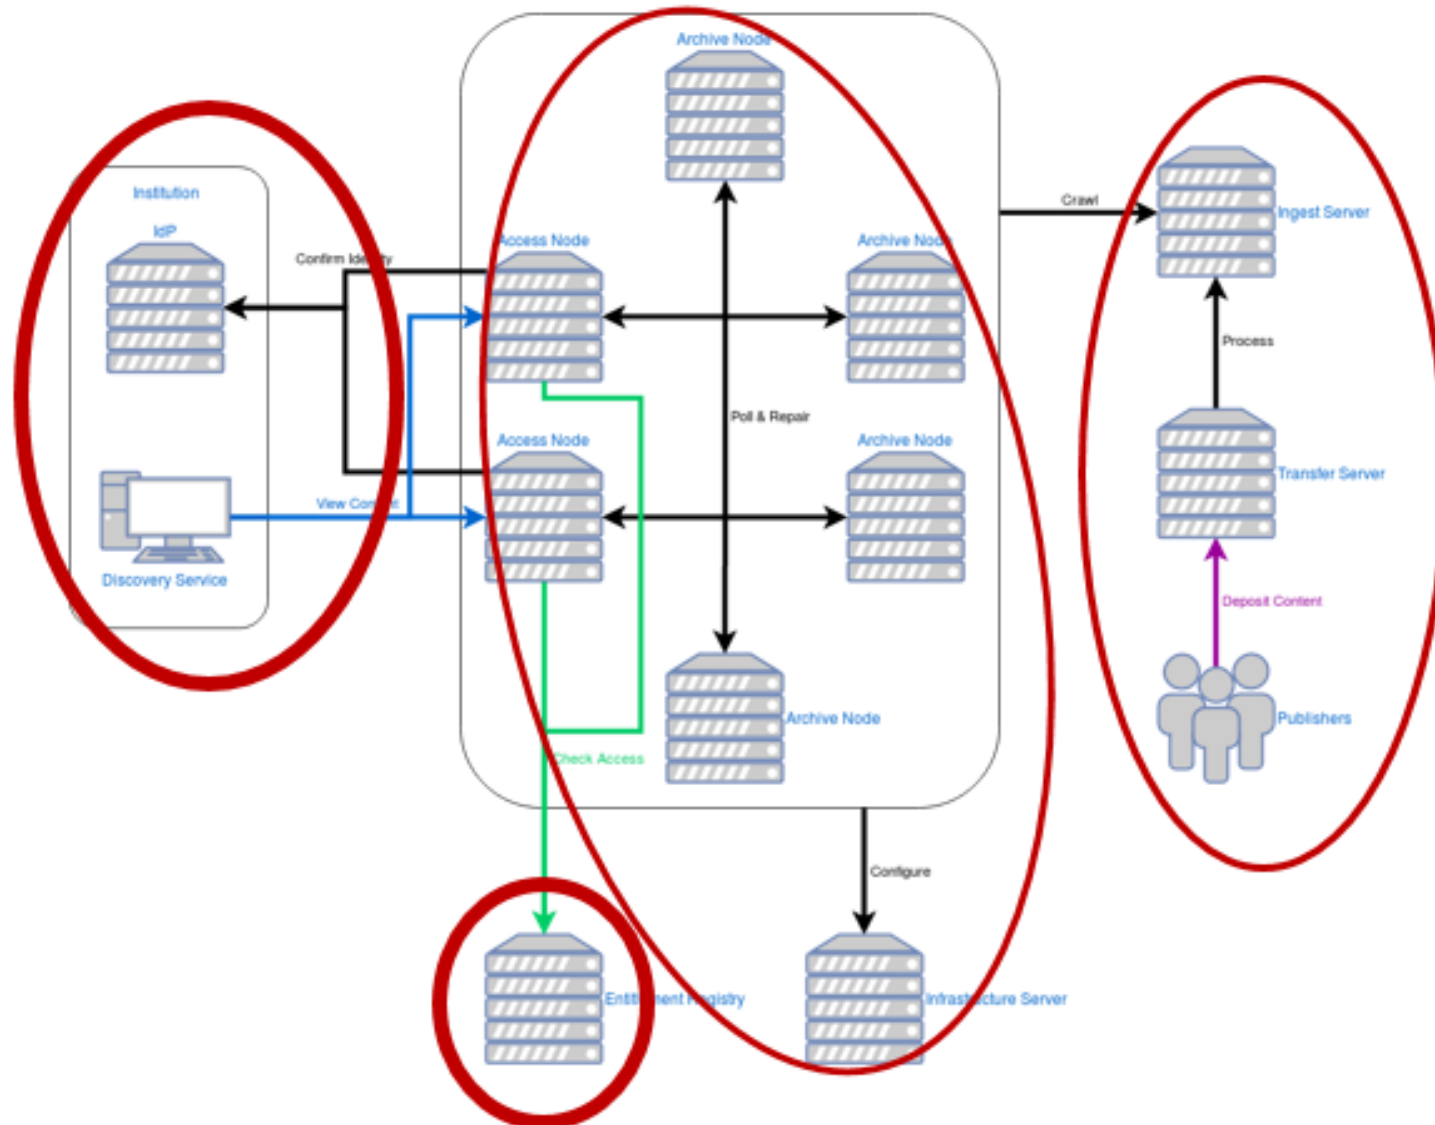 Archive Node
Institution
IdP
Confirm Identity
Access Node
Archive Node
Crawl
Ingest Server
Process
Poll & Repair
Access Node
Archive Node
Transfer Server
View Content
Discovery Service
Deposit Content
Archive Node
Publishers
Check Access
Configure
Entitlement Registry
Infrastructure Server